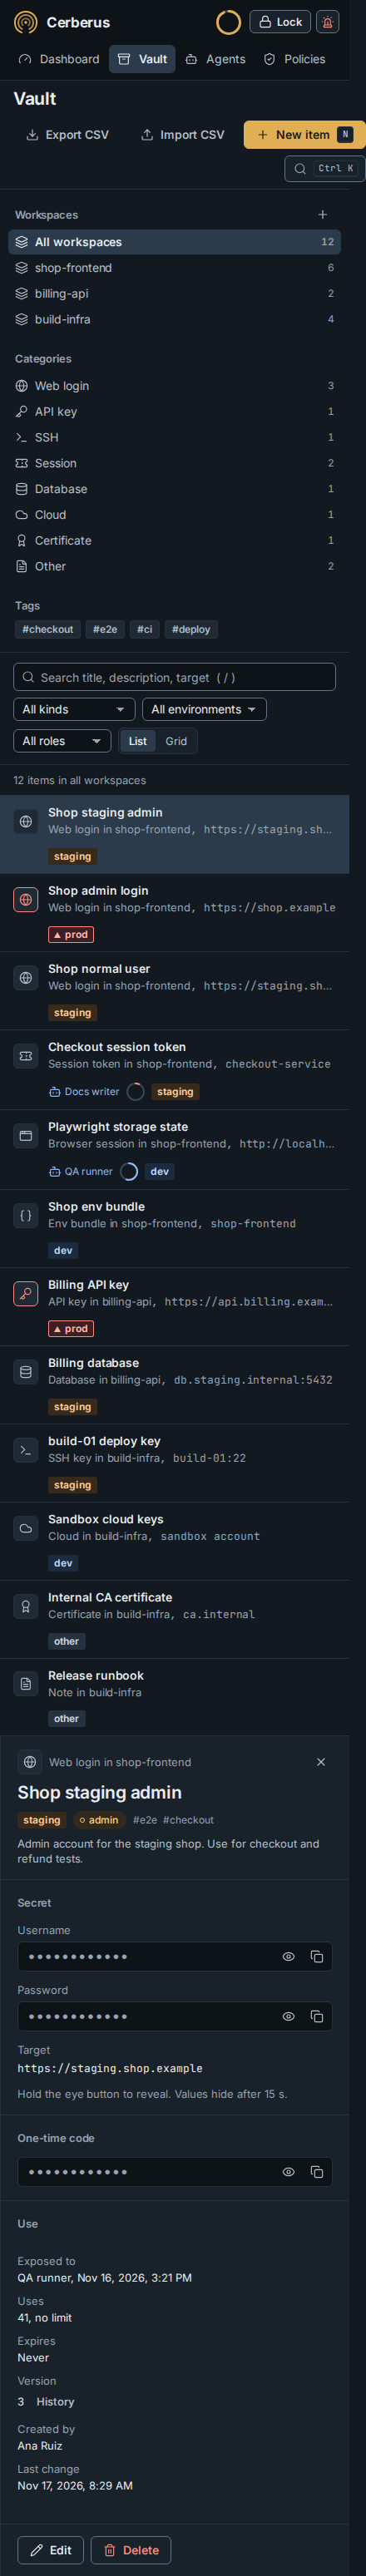 Cerberus
Lock
Dashboard Vault Agents Policies
Vault
Export CSV Import CSV New item N
Ctrl K
Workspaces
All workspaces 12
shop-frontend 6
billing-api 2
build-infra 4
Categories
Web login 3
API key 1
SSH 1
Session 2
Database 1
Cloud 1
Certificate 1
Other 2
Tags
#checkout #e2e #ci #deploy
Search title, description, target ( / )
All kinds All environments
All roles List Grid
12 items in all workspaces
Shop staging admin
Web login in shop-frontend, https://staging.sh…
staging
Shop admin login
Web login in shop-frontend, https://shop.example
prod
Shop normal user
Web login in shop-frontend, https://staging.sh…
staging
Checkout session token
Session token in shop-frontend, checkout-service
Docs writer staging
Playwright storage state
Browser session in shop-frontend, http://localh…
QA runner dev
Shop env bundle
Env bundle in shop-frontend, shop-frontend
dev
Billing API key
API key in billing-api, https://api.billing.exam…
prod
Billing database
Database in billing-api, db.staging.internal:5432
staging
build-01 deploy key
SSH key in build-infra, build-01:22
staging
Sandbox cloud keys
Cloud in build-infra, sandbox account
dev
Internal CA certificate
Certificate in build-infra, ca.internal
other
Release runbook
Note in build-infra
other
Web login in shop-frontend
Shop staging admin
staging admin #e2e #checkout
Admin account for the staging shop. Use for checkout and
refund tests.
Secret
Username
●●●●●●●●●●●●
Password
●●●●●●●●●●●●
Target
https://staging.shop.example
Hold the eye button to reveal. Values hide after 15 s.
One-time code
●●●●●●●●●●●●
Use
Exposed to
QA runner, Nov 16, 2026, 3:21 PM
Uses
41, no limit
Expires
Never
Version
3 History
Created by
Ana Ruiz
Last change
Nov 17, 2026, 8:29 AM
Edit Delete